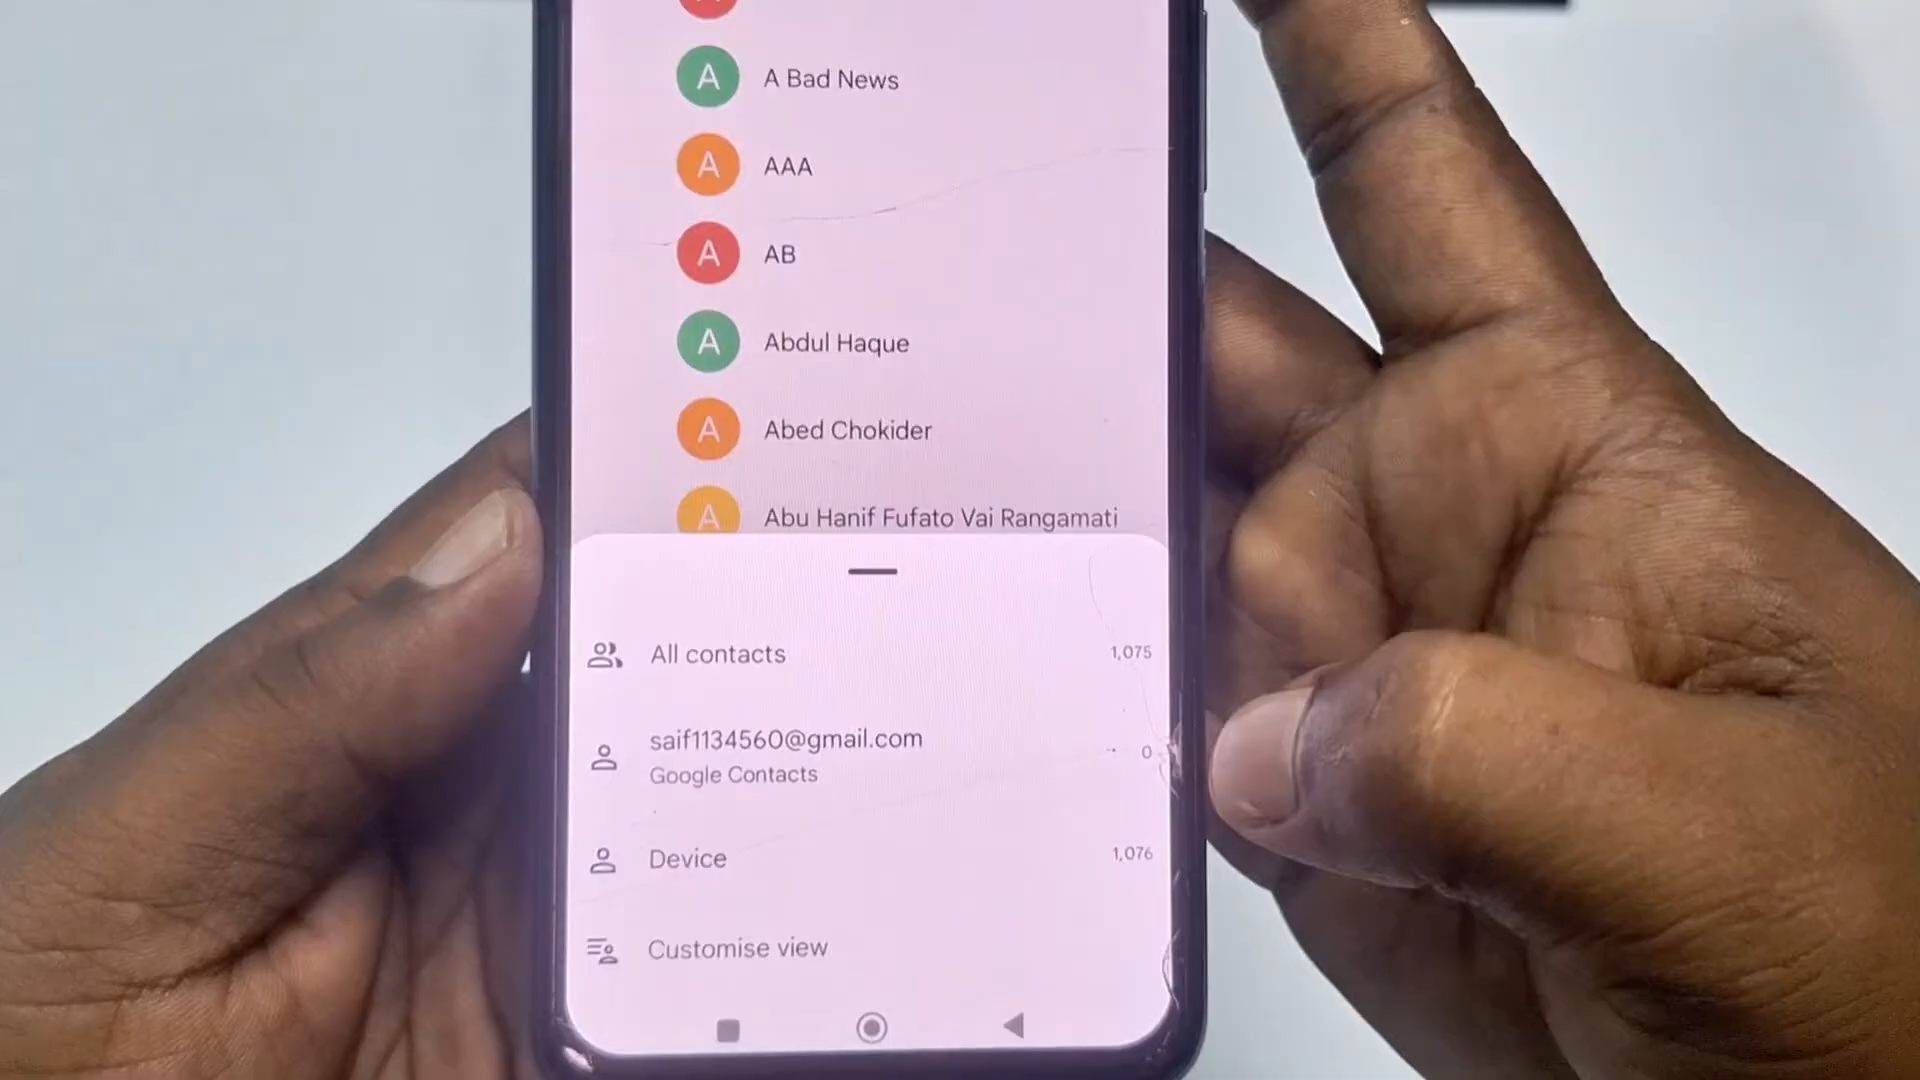 A
A Bad News
A
AAA
A
AB
A
Abdul Haque
A
Abed Chokider
A
Abu Hanif Fufato Vai Rangamati
All contacts
1,075
saif1134560@gmail.com
0
Google Contacts
Device
1,076
Customise view